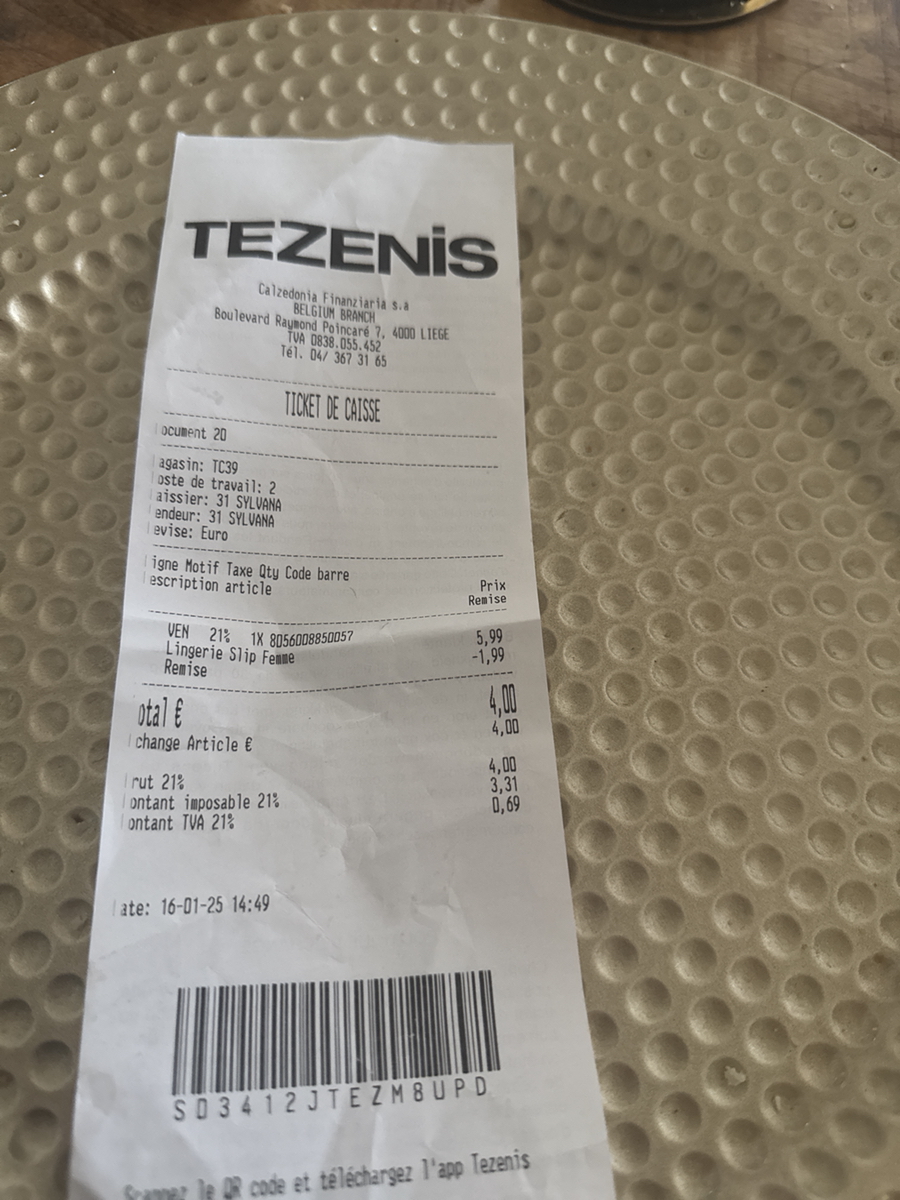 TEZENiS
Calzedonia Finanziaria s.a
BELGIUM BRANCH
Boulevard Raymond Poincaré 7, 4000 LIEGE
TVA 0838.055.452
Tél. 04/ 367 31 65
TICKET DE CAISSE
ocument 20
agasin: TC39
oste de travail: 2
aissier: 31 SYLVANA
endeur: 31 SYLVANA
evise: Euro
igne Motif Taxe Qty Code barre
escription article Prix
Remise
VEN 21% 1X 8056008850057 5,99
Lingerie Slip Femme -1,99
Remise
otal € 4,00
change Article € 4,00
rut 21% 4,00
ontant imposable 21% 3,31
ontant TVA 21% 0,69
ate: 16-01-25 14:49
SD3412JTEZM8UPD
Scannez le QR code et téléchargez l'app Tezenis